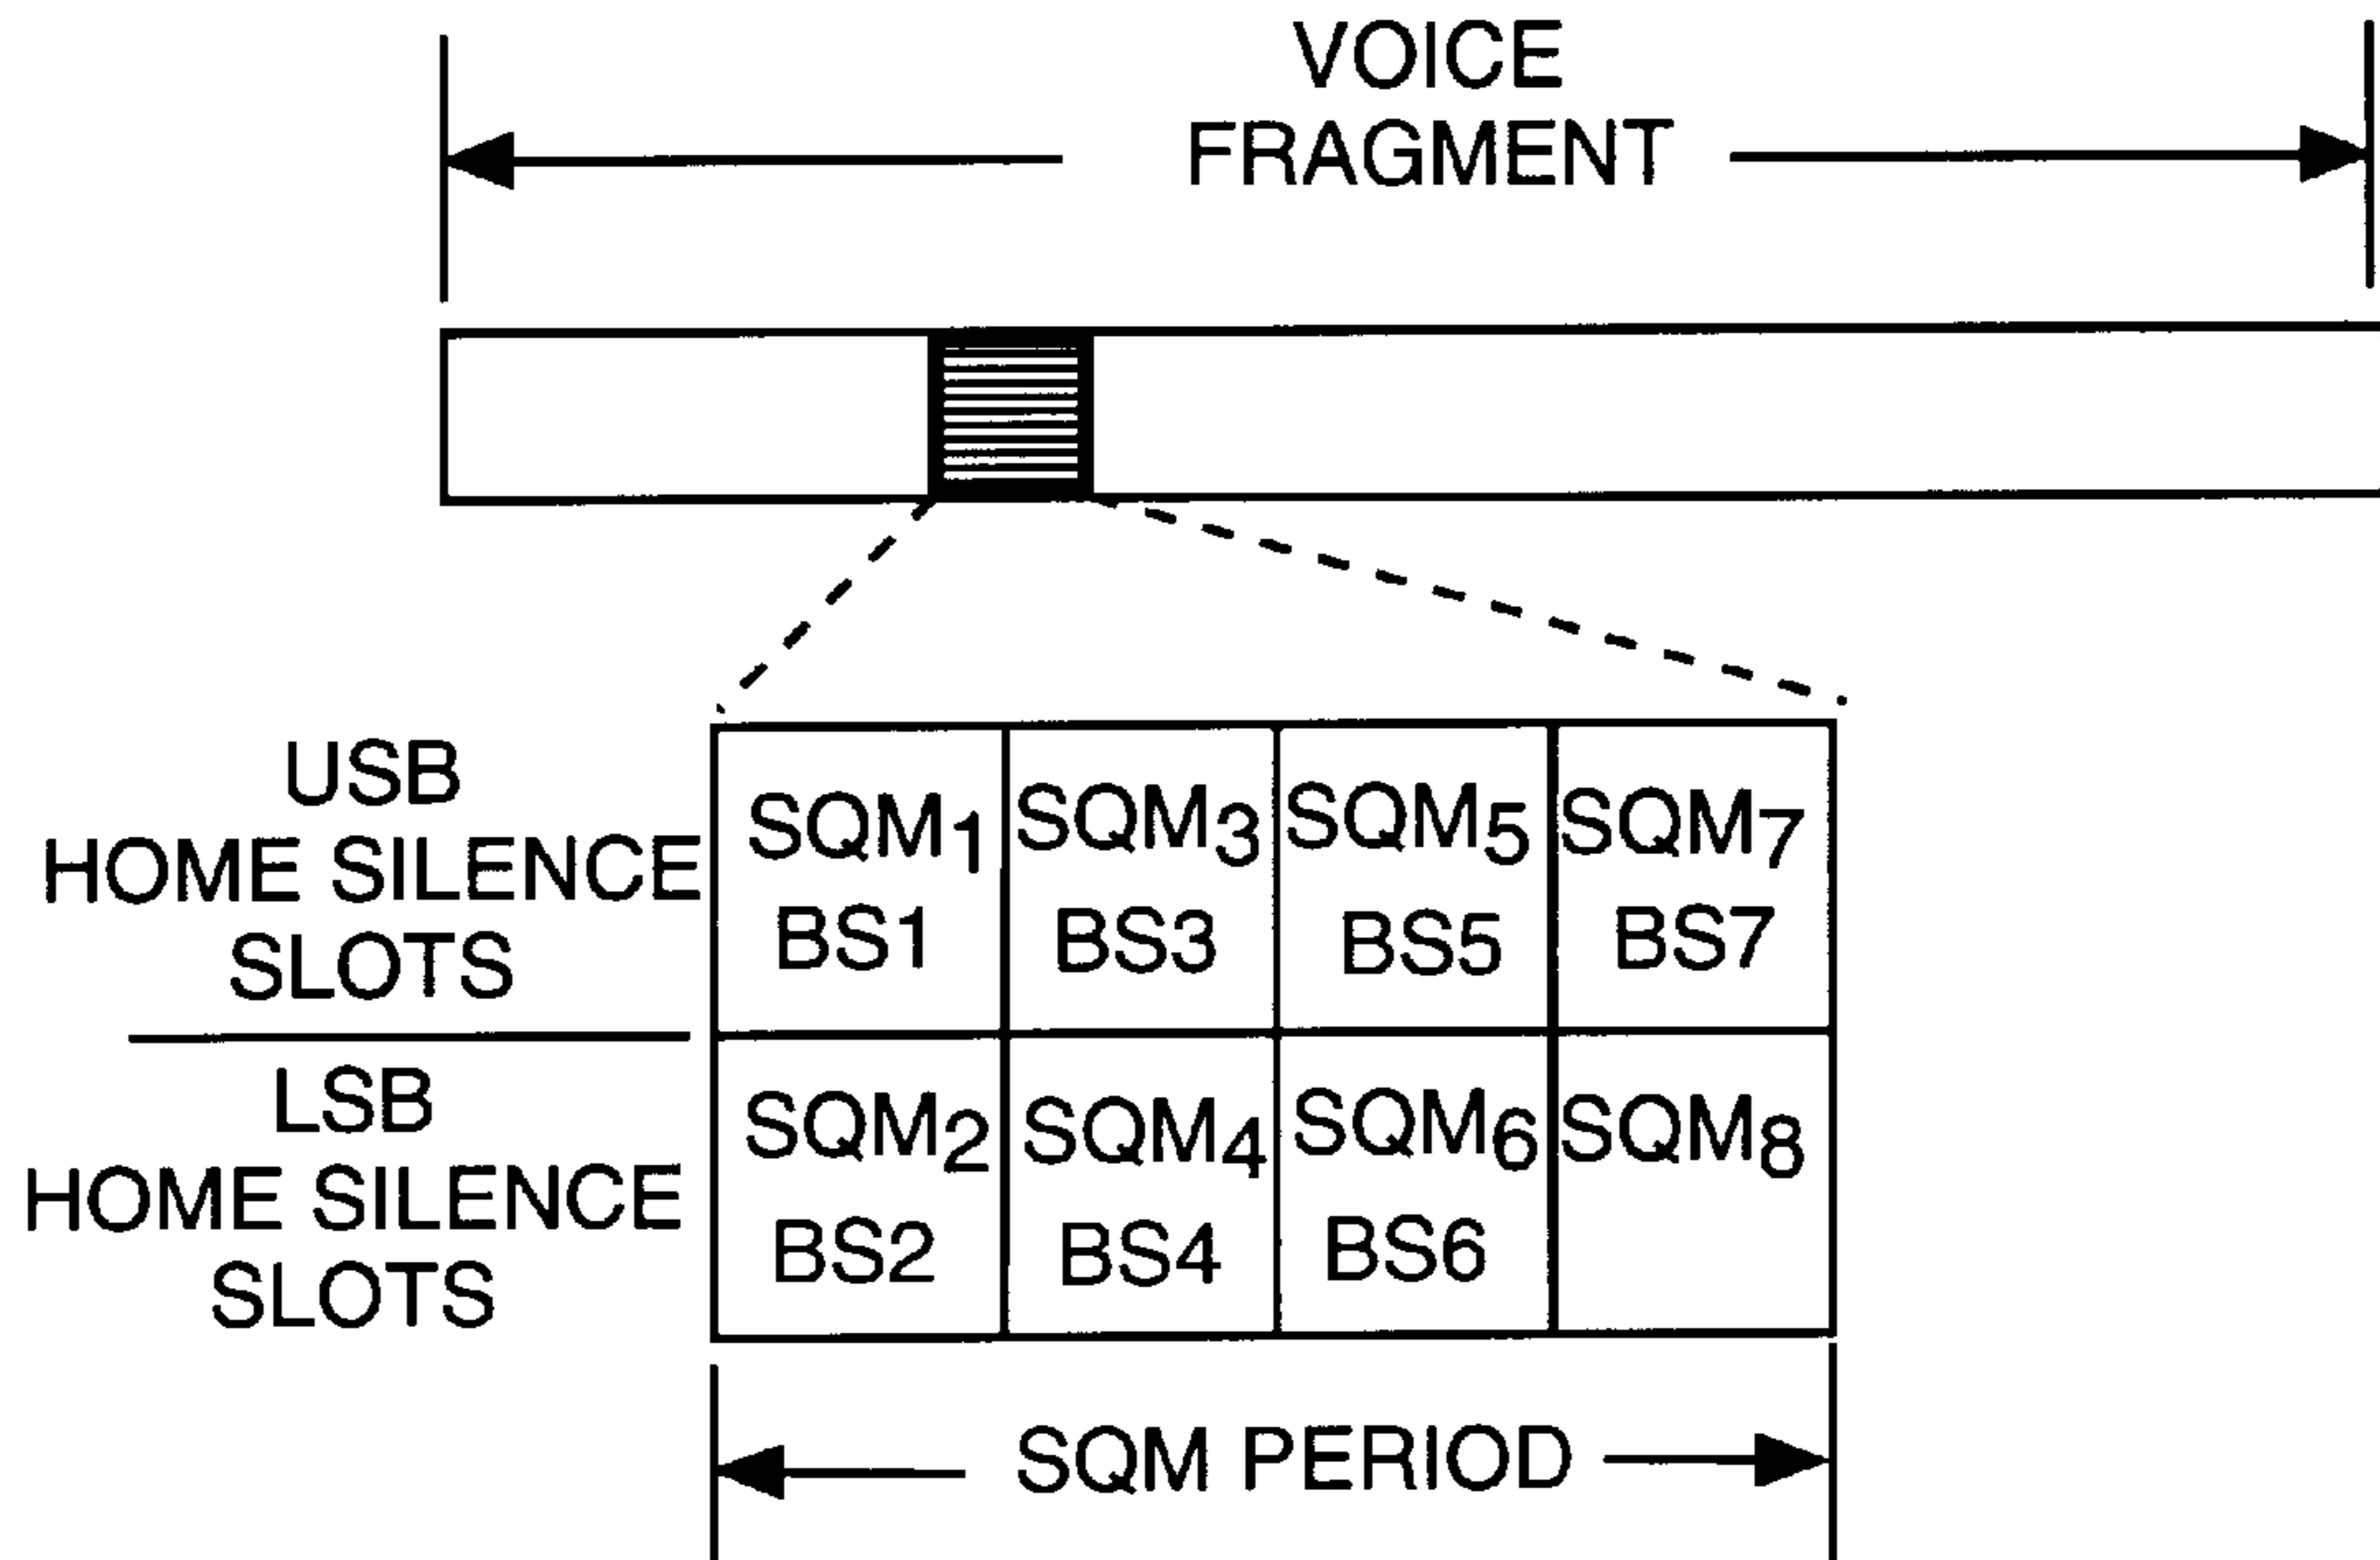 VOICE
FRAGMENT
USB
HOME SILENCE
SLOTS
SQM1 SQM3 SQM5 SQM7
BS1 BS3 BS5 BS7
LSB
HOME SILENCE
SLOTS
SQM2 SQM4 SQM6 SQM8
BS2 BS4 BS6
SQM PERIOD